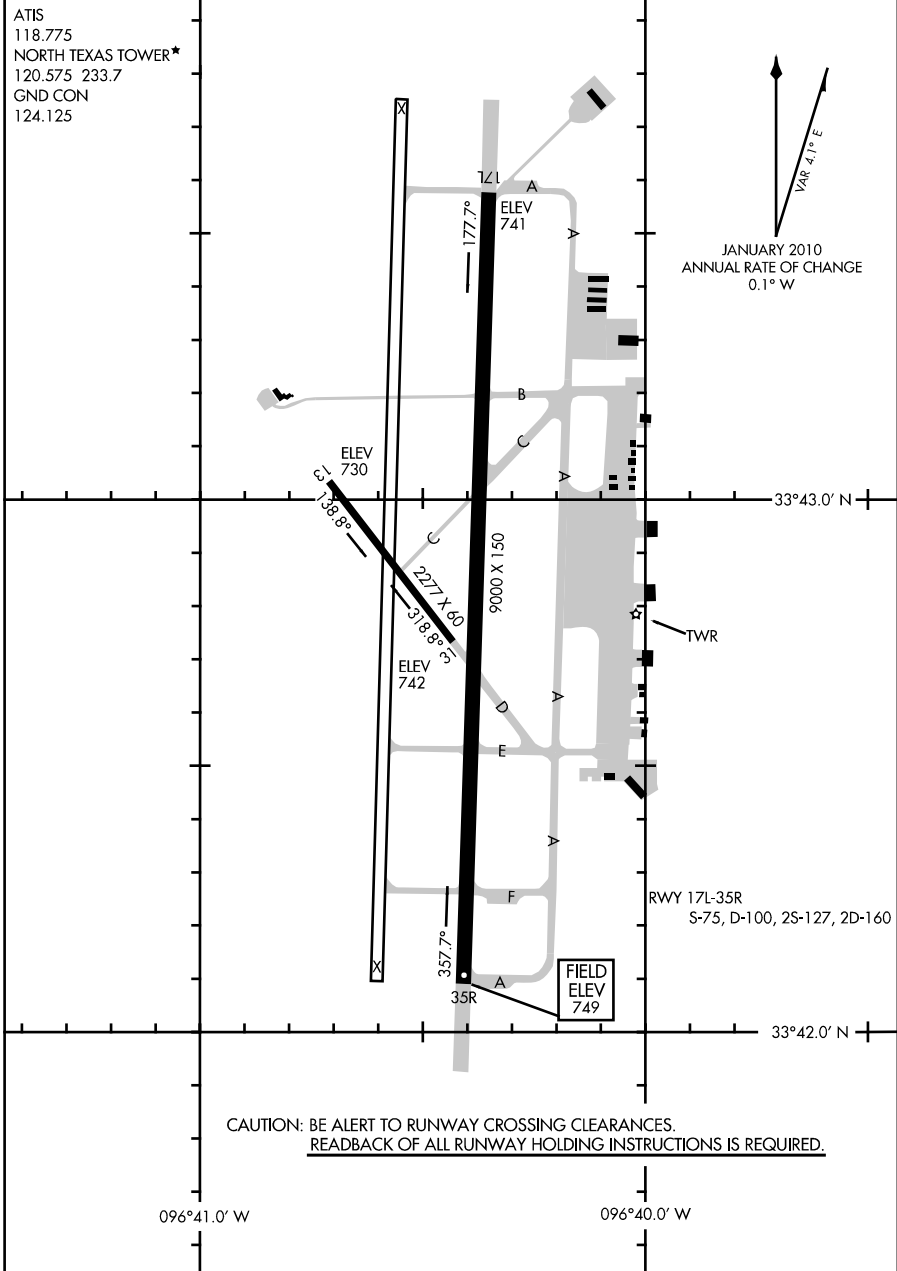 ATIS
118.775
NORTH TEXAS TOWER★
120.575 233.7
GND CON
124.125
VAR 4.1° E
JANUARY 2010
ANNUAL RATE OF CHANGE
0.1° W
X
17L
A
ELEV
741
177.7°
A
B
C
ELEV
730
13
138.8°
A
33°43.0' N
C
9000 X 150
2277 X 60
318.8°
31
TWR
ELEV
742
A
D
E
A
F
RWY 17L-35R
S-75, D-100, 2S-127, 2D-160
357.7°
X
A
35R
FIELD
ELEV
749
33°42.0' N
CAUTION: BE ALERT TO RUNWAY CROSSING CLEARANCES.
READBACK OF ALL RUNWAY HOLDING INSTRUCTIONS IS REQUIRED.
096°41.0' W
096°40.0' W